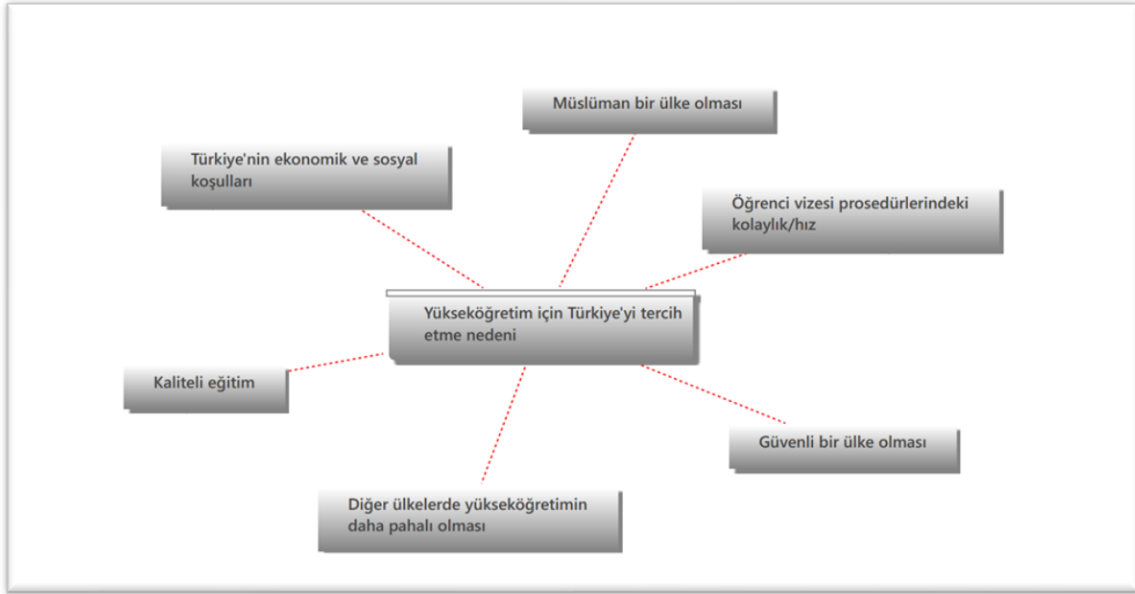 Müslüman bir ülke olması
Türkiye'nin ekonomik ve sosyal
koşulları
Öğrenci vizesi prosedürlerindeki
kolaylık/hız
Yükseköğretim için Türkiye'yi tercih
etme nedeni
Kaliteli eğitim
Güvenli bir ülke olması
Diğer ülkelerde yükseköğretimin
daha pahalı olması